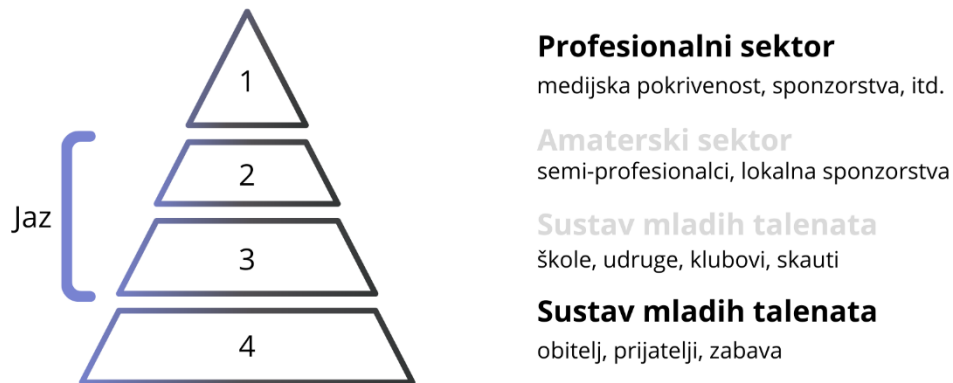 1
Profesionalni sektor
medijska pokrivenost, sponzorstva, itd.
2
Amaterski sektor
semi-profesionalci, lokalna sponzorstva
Jaz
3
Sustav mladih talenata
škole, udruge, klubovi, skauti
4
Sustav mladih talenata
obitelj, prijatelji, zabava